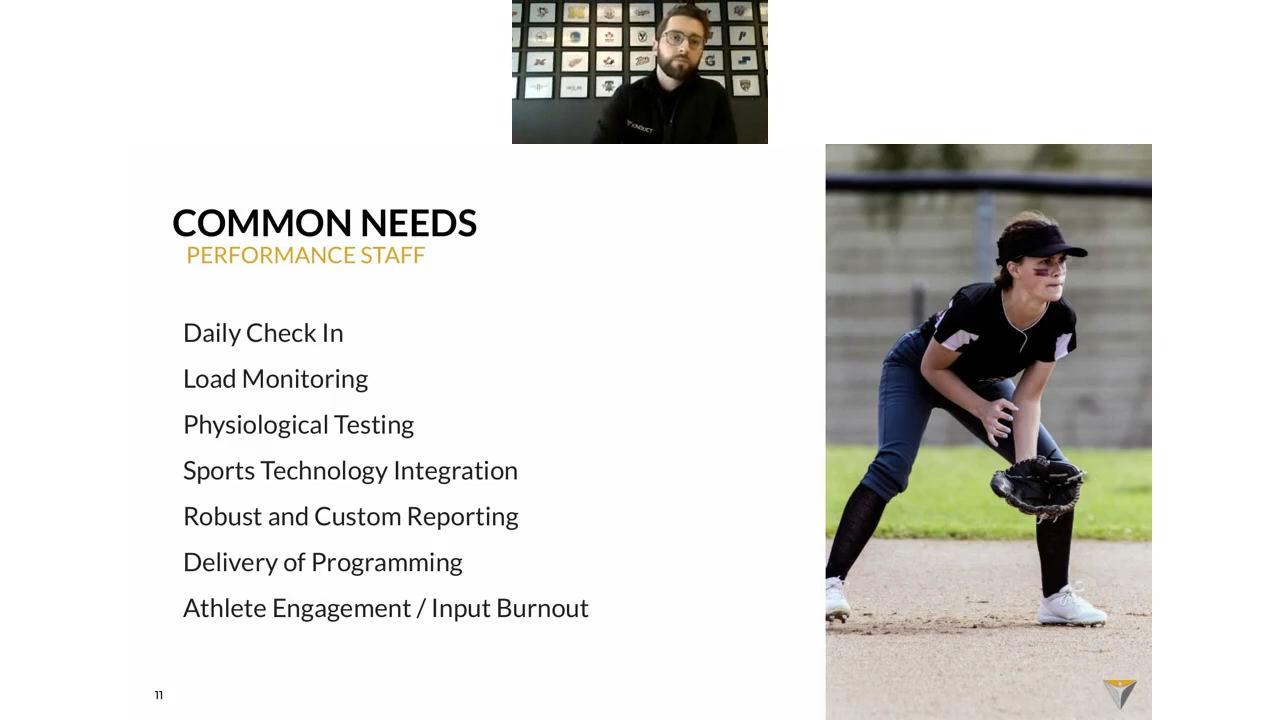 KINDUCT
COMMON NEEDS
PERFORMANCE STAFF
Daily Check In
Load Monitoring
Physiological Testing
Sports Technology Integration
Robust and Custom Reporting
Delivery of Programming
Athlete Engagement / Input Burnout
11